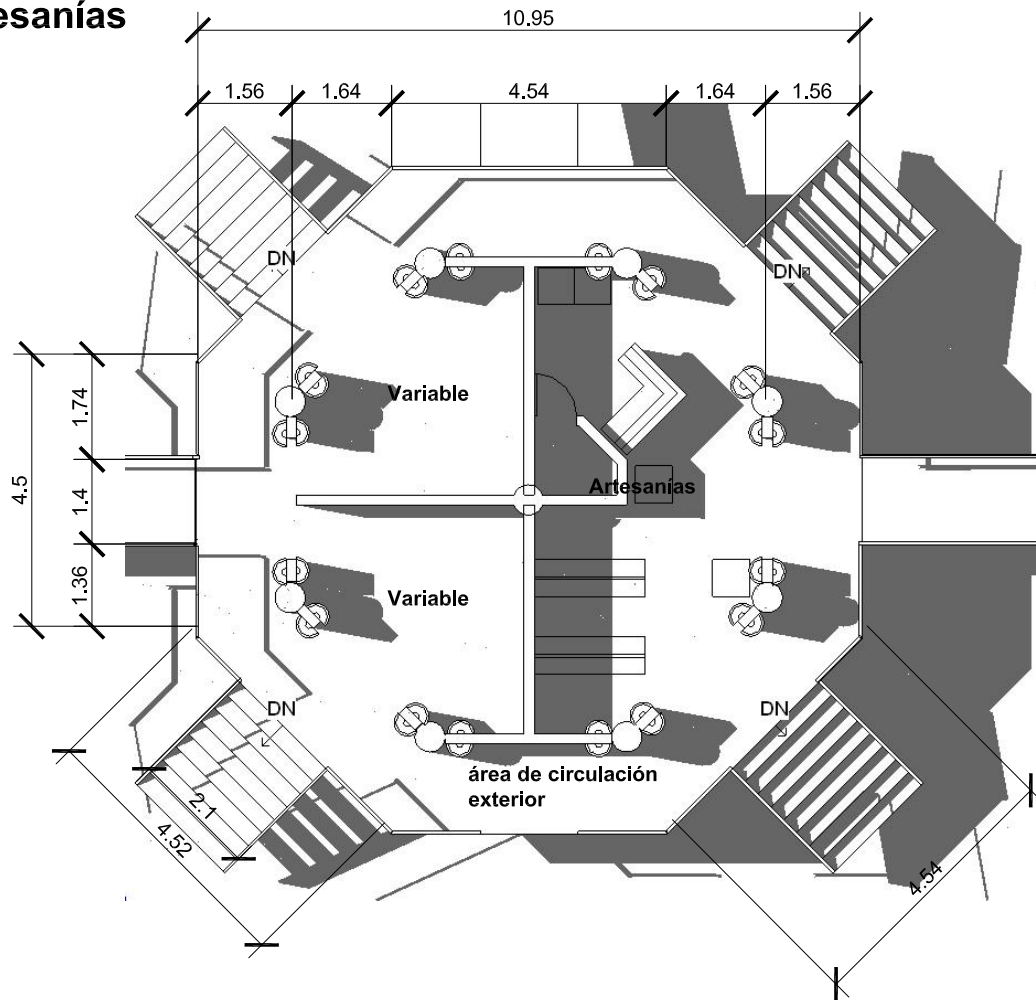 esanías
10.95
1.56 1.64 4.54 1.64 1.56
DN DN
1.74
Variable
4.5
1.4
Artesanías
1.36
Variable
DN DN
área de circulación
exterior
2.1
4.52
4.54